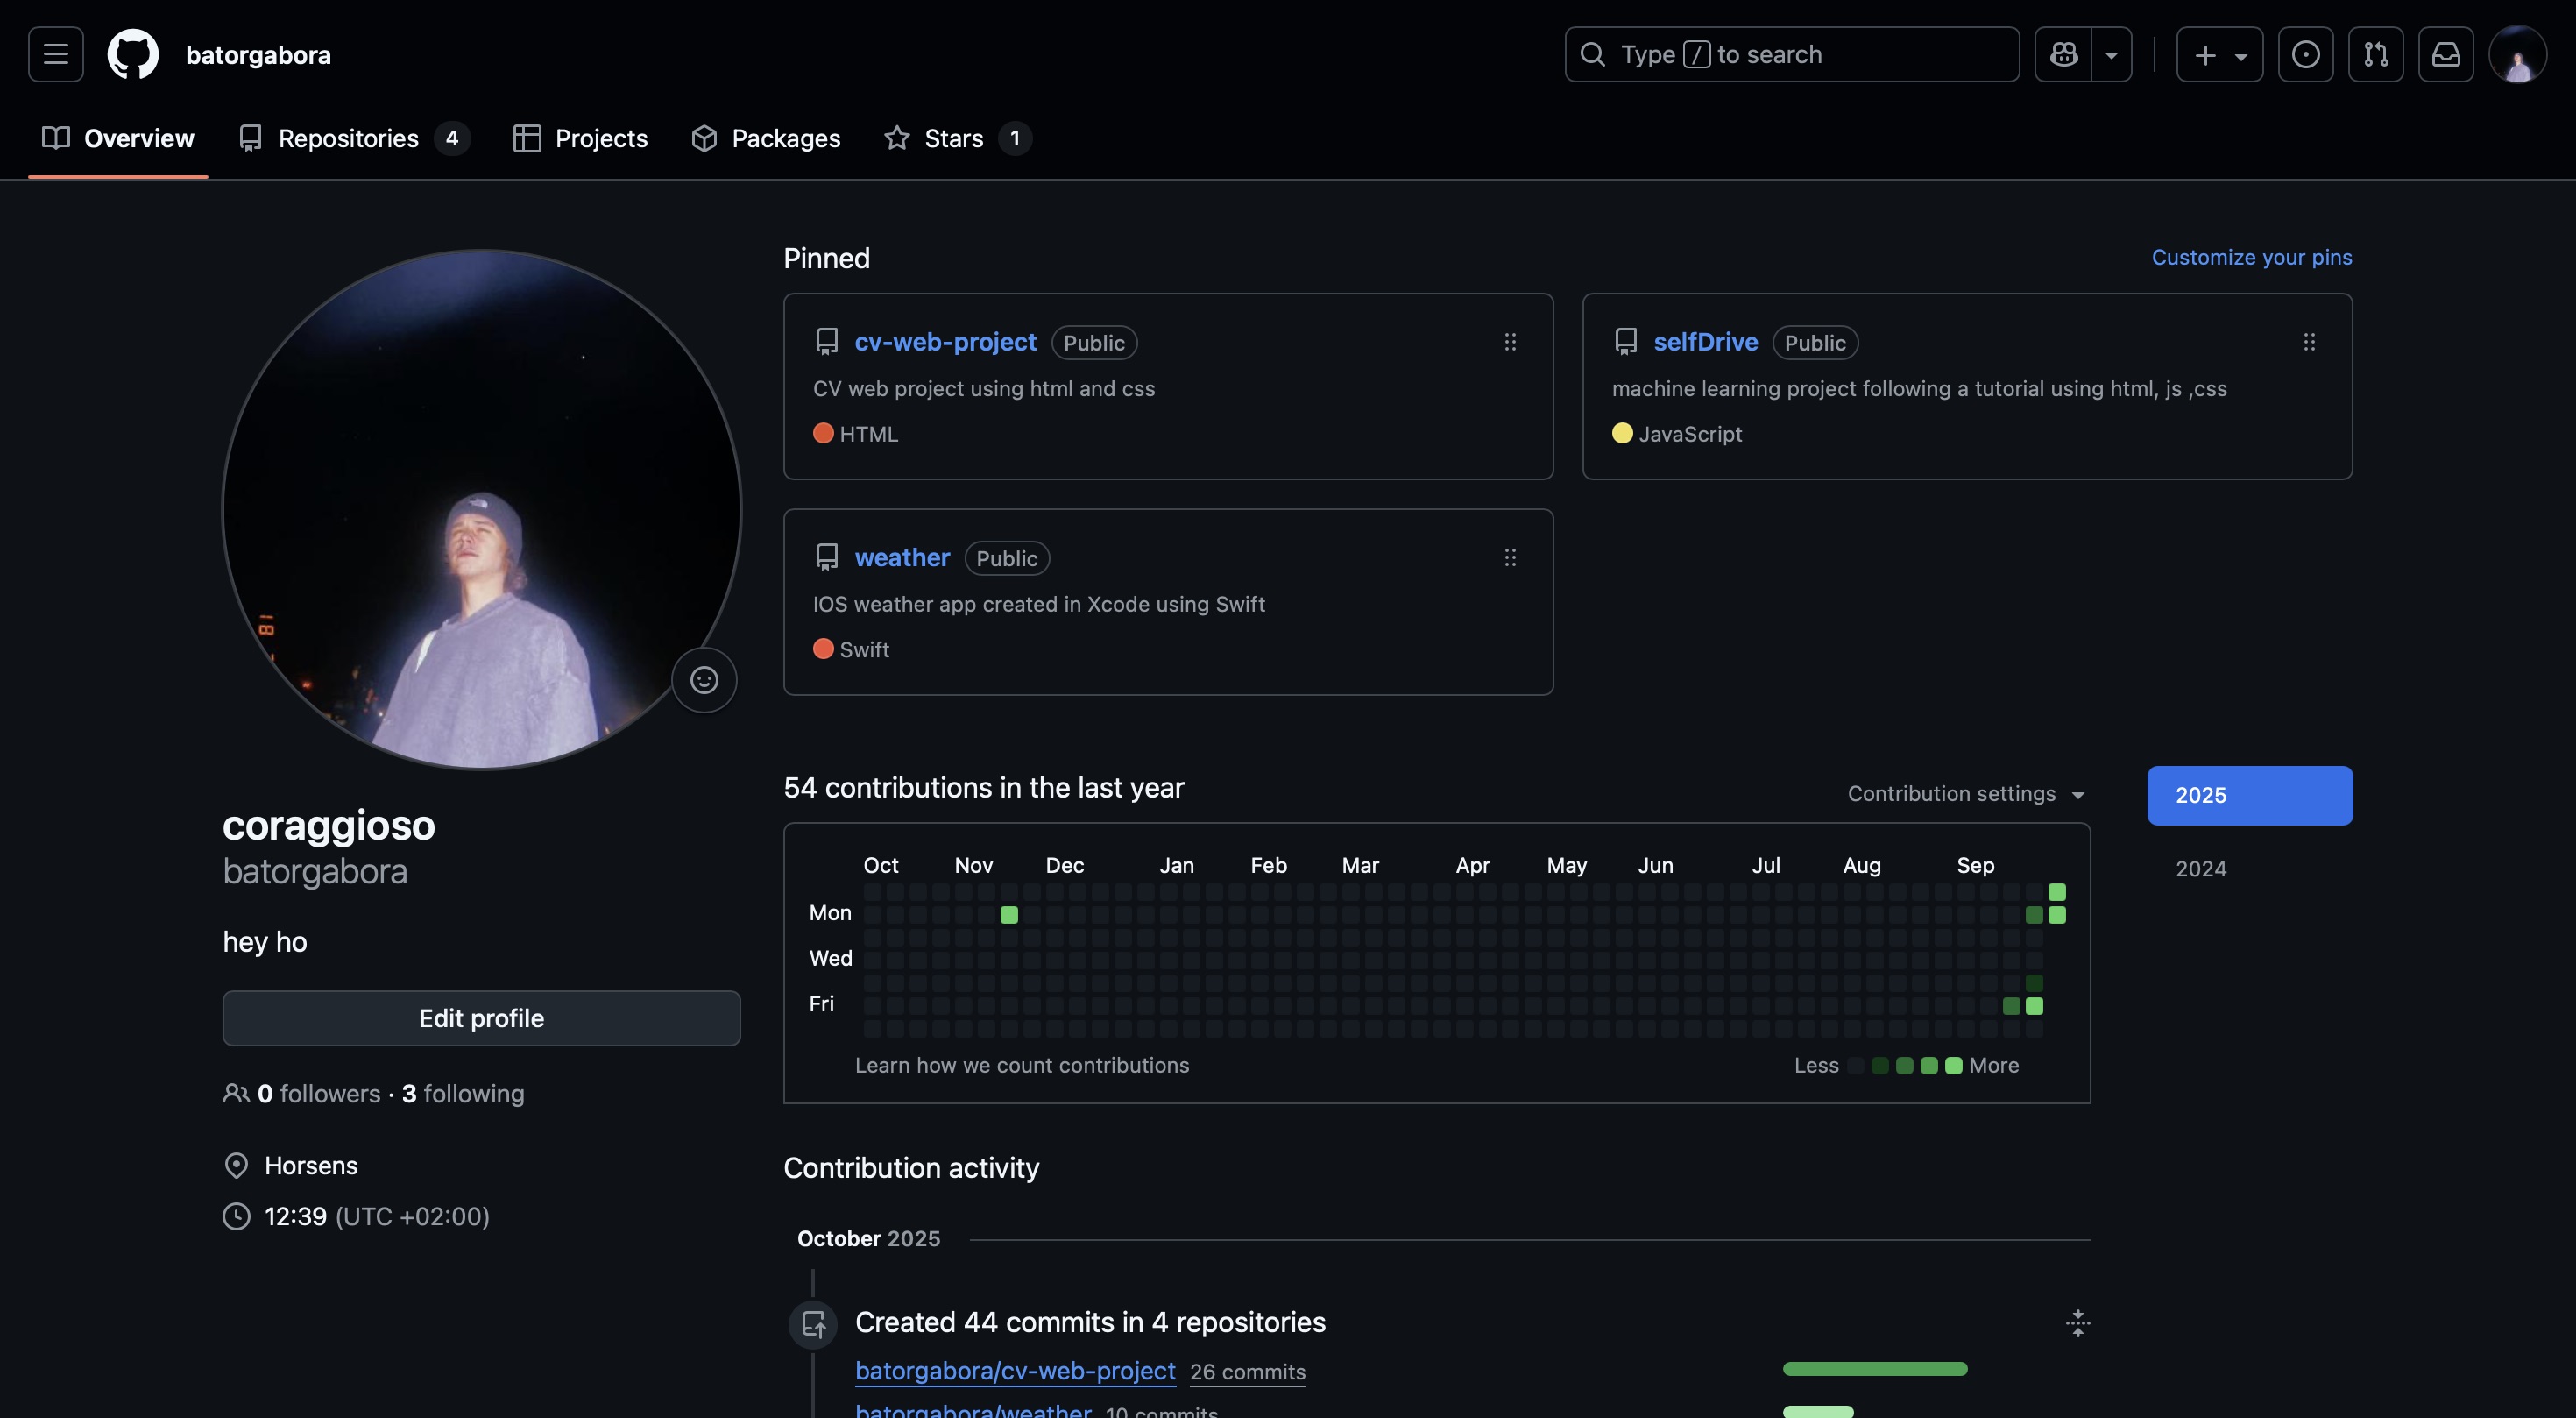 batorgabora
Type / to search
Overview
Repositories 4
Projects
Packages
Stars 1
Pinned
Customize your pins
cv-web-project Public
CV web project using html and css
HTML
selfDrive Public
machine learning project following a tutorial using html, js ,css
JavaScript
weather Public
IOS weather app created in Xcode using Swift
Swift
coraggioso
batorgabora
hey ho
Edit profile
0 followers · 3 following
Horsens
12:39 (UTC +02:00)
54 contributions in the last year
Contribution settings
2025
2024
Oct Nov Dec Jan Feb Mar Apr May Jun Jul Aug Sep
Mon
Wed
Fri
Learn how we count contributions
Less More
Contribution activity
October 2025
Created 44 commits in 4 repositories
batorgabora/cv-web-project 26 commits
batorgabora/weather 10 commits